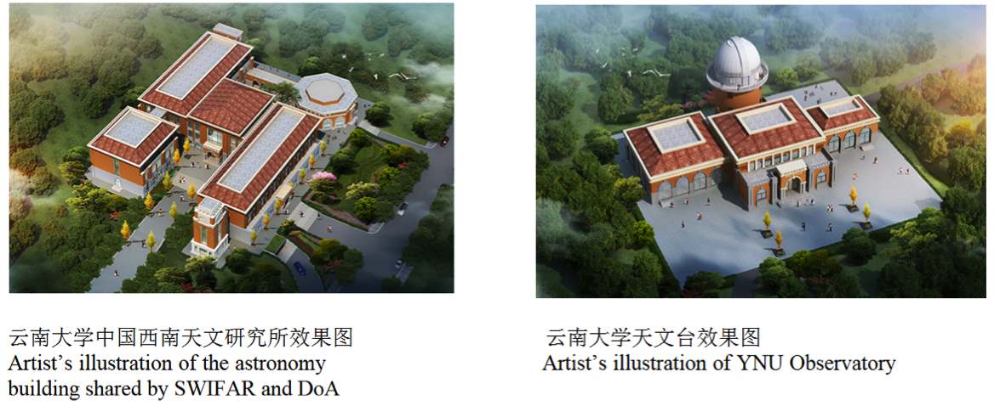 云南大学中国西南天文研究所效果图
Artist’s illustration of the astronomy
building shared by SWIFAR and DoA
云南大学天文台效果图
Artist’s illustration of YNU Observatory